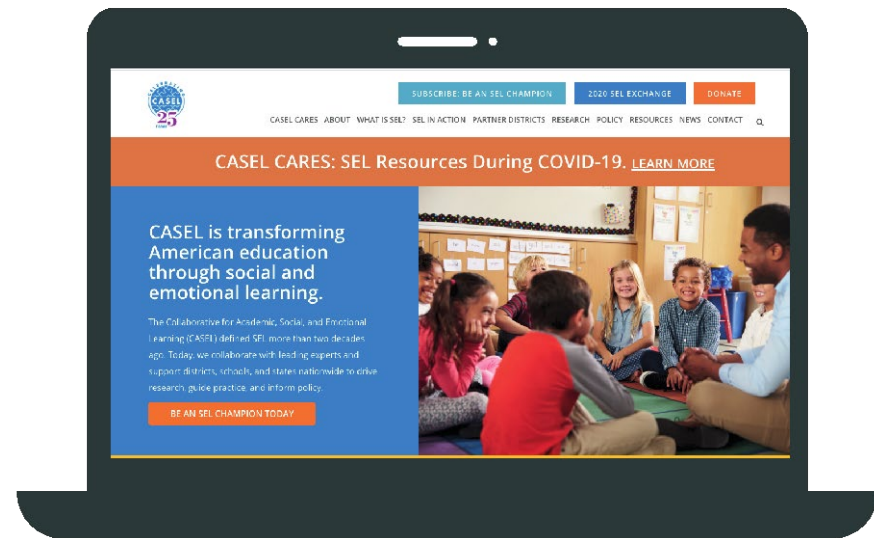 CELEBRATING
CASEL
25
YEARS
SUBSCRIBE: BE AN SEL CHAMPION
2020 SEL EXCHANGE
DONATE
CASEL CARES ABOUT WHAT IS SEL? SEL IN ACTION PARTNER DISTRICTS RESEARCH POLICY RESOURCES NEWS CONTACT
CASEL CARES: SEL Resources During COVID-19. LEARN MORE
CASEL is transforming
American education
through social and
emotional learning.
The Collaborative for Academic, Social, and Emotional
Learning (CASEL) defined SEL more than two decades
ago. Today, we collaborate with leading experts and
support districts, schools, and states nationwide to drive
research, guide practice, and inform policy.
BE AN SEL CHAMPION TODAY